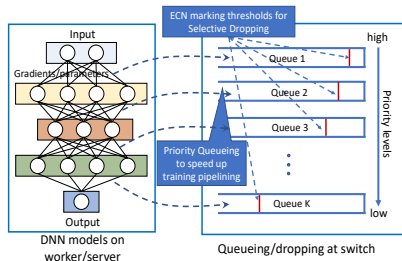 Input
Gradients/parameters
Output
DNN models on
worker/server
ECN marking thresholds for
Selective Dropping
high
Queue 1
Queue 2
Queue 3
Priority Queueing
to speed up
training pipelining
Queue K
Priority levels
low
Queueing/dropping at switch